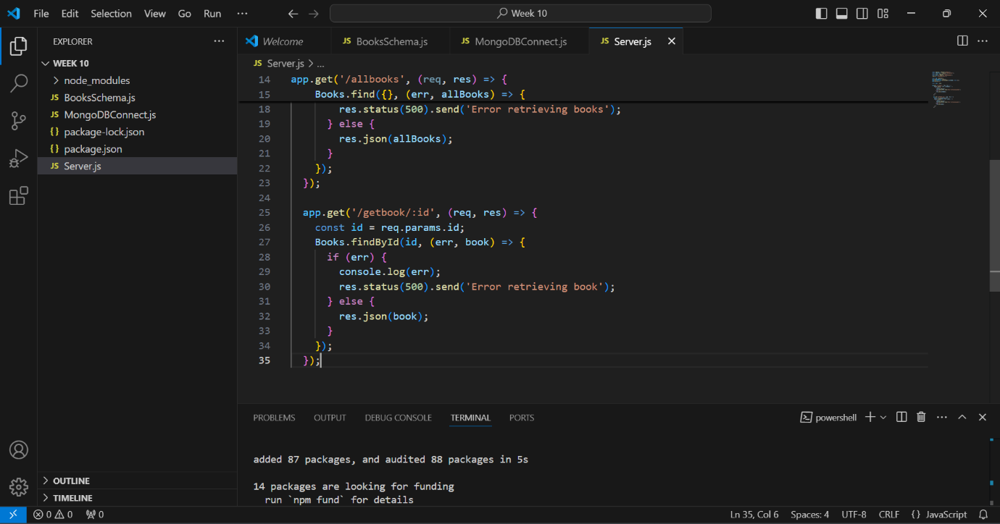 File Edit Selection View Go Run ··· Week 10
EXPLORER ···
WEEK 10
node_modules
JS BooksSchema.js
JS MongoDBConnect.js
{} package-lock.json
{} package.json
JS Server.js
OUTLINE
TIMELINE
Welcome JS BooksSchema.js JS MongoDBConnect.js JS Server.js
JS Server.js > ...
14 app.get('/allbooks', (req, res) => {
15 Books.find({}, (err, allBooks) => {
18 res.status(500).send('Error retrieving books');
19 } else {
20 res.json(allBooks);
21 }
22 });
23 });
24
25 app.get('/getbook/:id', (req, res) => {
26 const id = req.params.id;
27 Books.findById(id, (err, book) => {
28 if (err) {
29 console.log(err);
30 res.status(500).send('Error retrieving book');
31 } else {
32 res.json(book);
33 }
34 });
35 });
PROBLEMS OUTPUT DEBUG CONSOLE TERMINAL PORTS powershell
added 87 packages, and audited 88 packages in 5s
14 packages are looking for funding
run `npm fund` for details
0 0 0 Ln 35, Col 6 Spaces: 4 UTF-8 CRLF {} JavaScript